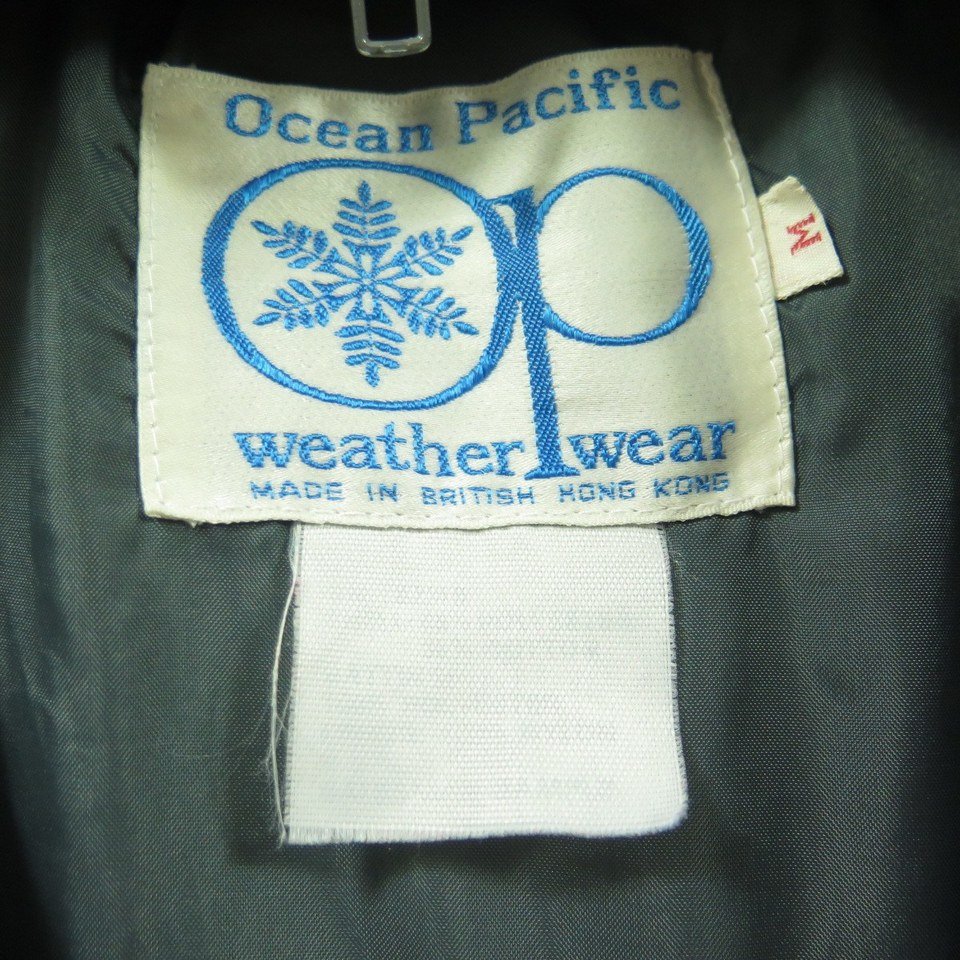 Ocean Pacific
op
weather wear
MADE IN BRITISH HONG KONG
M